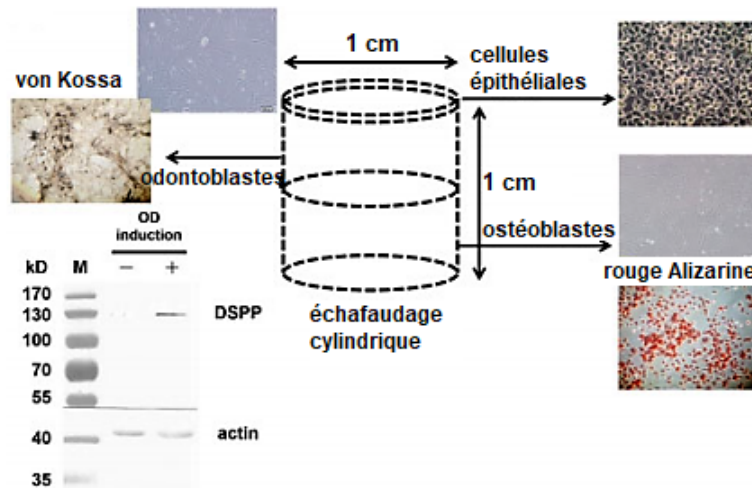 1 cm
cellules
épithéliales
von Kossa
odontoblastes
1 cm
ostéoblastes
rouge Alizarine
échafaudage
cylindrique
OD
induction
kD M − +
170
130 DSPP
100
70
55
40 actin
35